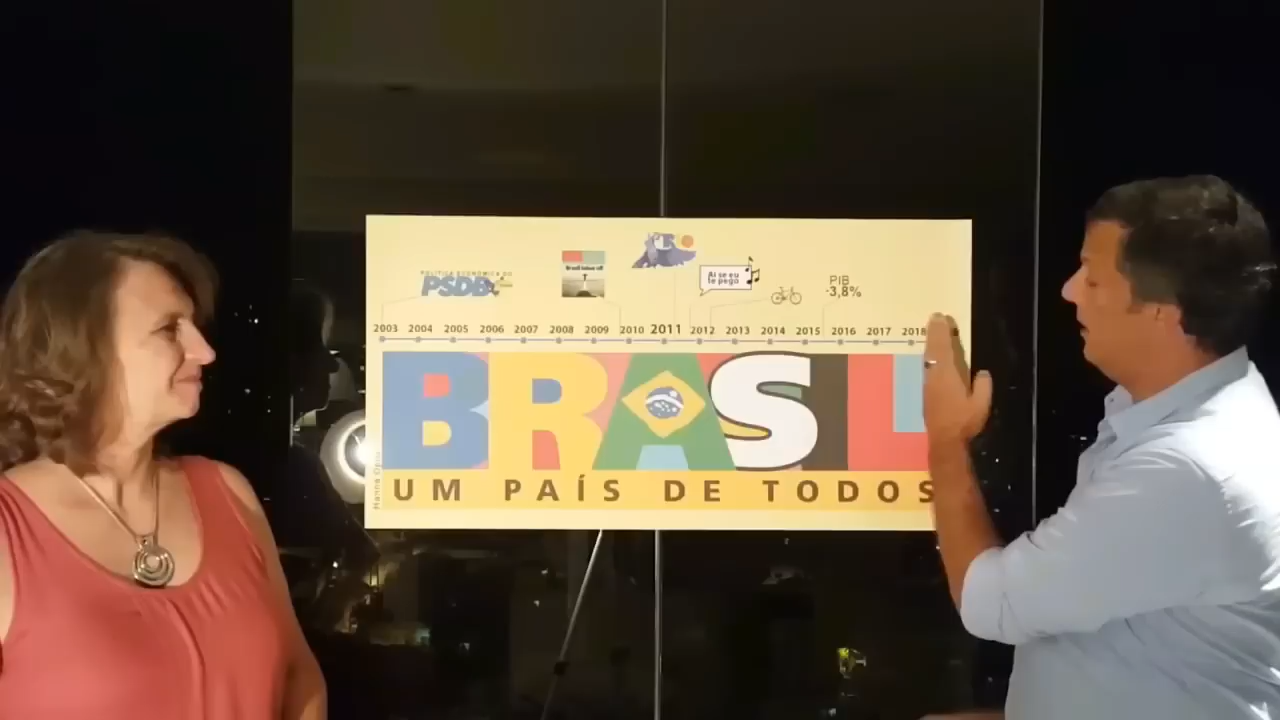 POLÍTICA ECONÔMICA DO
PSDB
Brasil
Ai se eu
te pego
PIB
-3,8%
2003 2004 2005 2006 2007 2008 2009 2010 2011 2012 2013 2014 2015 2016 2017 2018
BRASIL
UM PAÍS DE TODOS